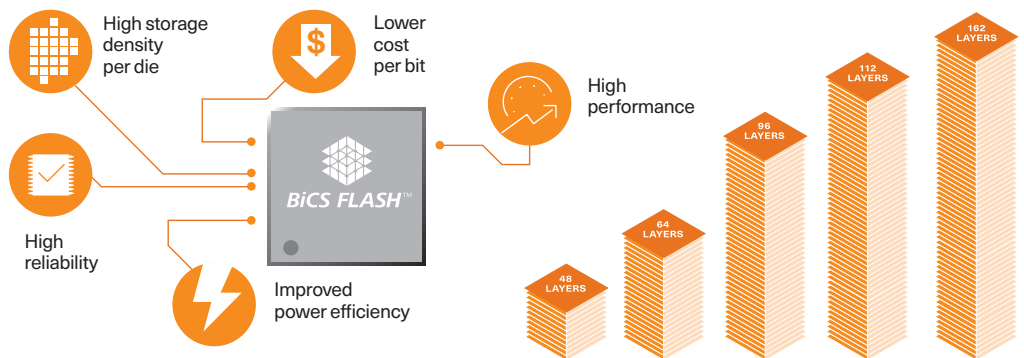 High storage
density
per die
$
Lower
cost
per bit
High
performance
High
reliability
BiCS FLASH™
Improved
power efficiency
48
LAYERS
64
LAYERS
96
LAYERS
112
LAYERS
162
LAYERS